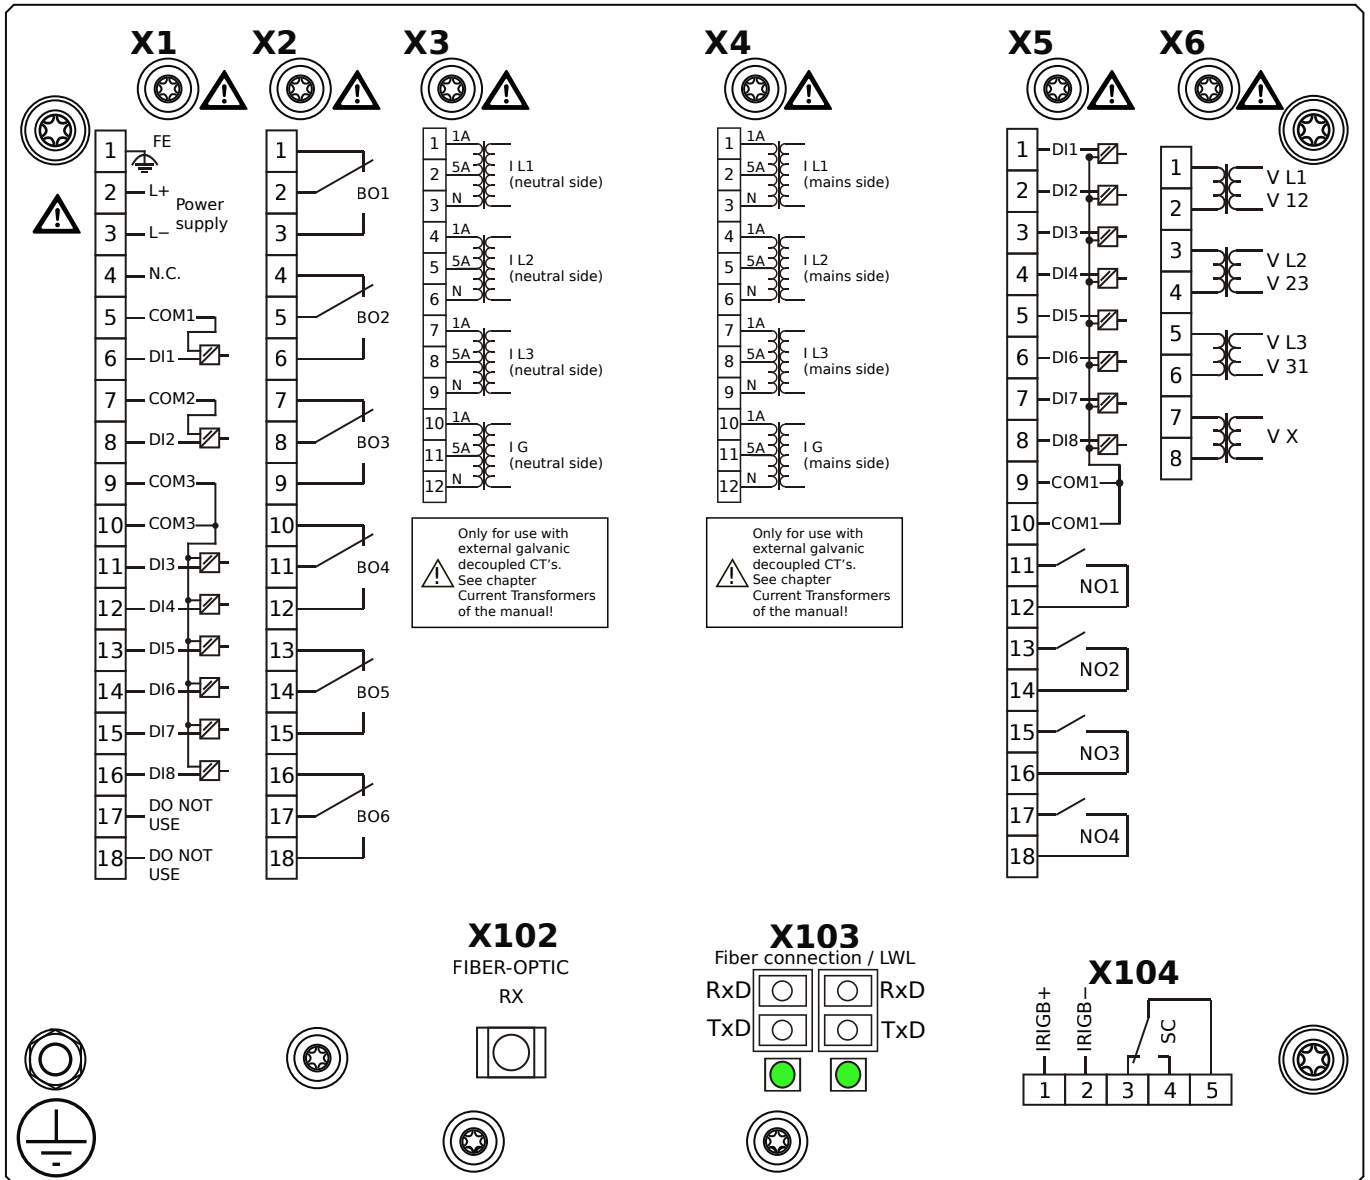 X1 X2 X3 X4 X5 X6
1 FE
2 L+
Power
supply
3 L−
4 N.C.
5 COM1
6 DI1
7 COM2
8 DI2
9 COM3
10 COM3
11 DI3
12 DI4
13 DI5
14 DI6
15 DI7
16 DI8
17 DO NOT
USE
18 DO NOT
USE
1
2 BO1
3
4
5 BO2
6
7
8 BO3
9
10
11 BO4
12
13
14 BO5
15
16
17 BO6
18
1 1A
I L1
2 5A
(neutral side)
3 N
4 1A
I L2
5 5A
(neutral side)
6 N
7 1A
I L3
8 5A
(neutral side)
9 N
10 1A
I G
11 5A
(neutral side)
12 N
Only for use with
external galvanic
decoupled CT’s.
See chapter
Current Transformers
of the manual!
1 1A
I L1
2 5A
(mains side)
3 N
4 1A
I L2
5 5A
(mains side)
6 N
7 1A
I L3
8 5A
(mains side)
9 N
10 1A
I G
11 5A
(mains side)
12 N
Only for use with
external galvanic
decoupled CT’s.
See chapter
Current Transformers
of the manual!
1 DI1
2 DI2
3 DI3
4 DI4
5 DI5
6 DI6
7 DI7
8 DI8
9 COM1
10 COM1
11
NO1
12
13
NO2
14
15
NO3
16
17
NO4
18
1
V L1
V 12
2
3
V L2
V 23
4
5
V L3
V 31
6
7
V X
8
X102
FIBER-OPTIC
RX
X103
Fiber connection / LWL
RxD RxD
TxD TxD
X104
IRIGB+
IRIGB−
SC
1 2 3 4 5